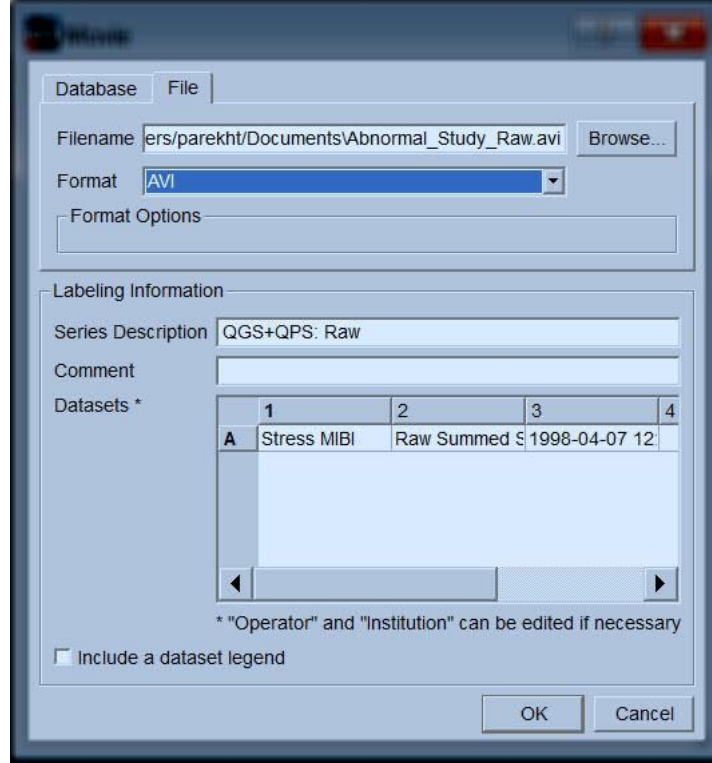 Movie
Database File
Filename ers/parekht/Documents\Abnormal_Study_Raw.avi Browse...
Format AVI
Format Options
Labeling Information
Series Description QGS+QPS: Raw
Comment
Datasets *
1 2 3 4
A Stress MIBI Raw Summed S 1998-04-07 12:
* "Operator" and "Institution" can be edited if necessary
Include a dataset legend
OK Cancel